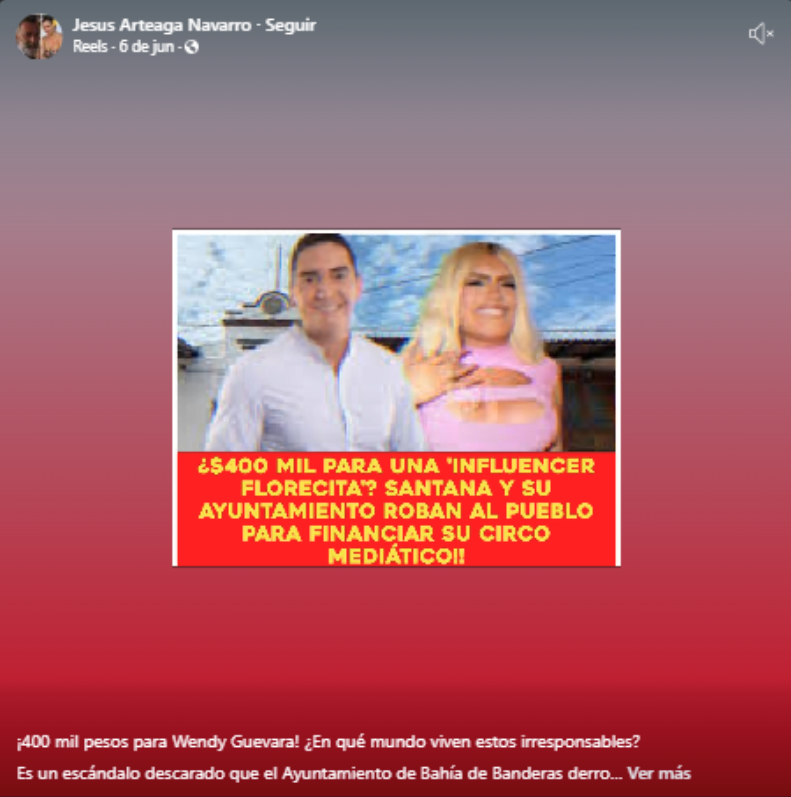 Jesus Arteaga Navarro · Seguir
Reels · 6 de jun ·
¿$400 MIL PARA UNA "INFLUENCER
FLORECITA"? SANTANA Y SU
AYUNTAMIENTO ROBAN AL PUEBLO
PARA FINANCIAR SU CIRCO
MEDIÁTICO!!
¡400 mil pesos para Wendy Guevara! ¿En qué mundo viven estos irresponsables?
Es un escándalo descarado que el Ayuntamiento de Bahía de Banderas derro... Ver más